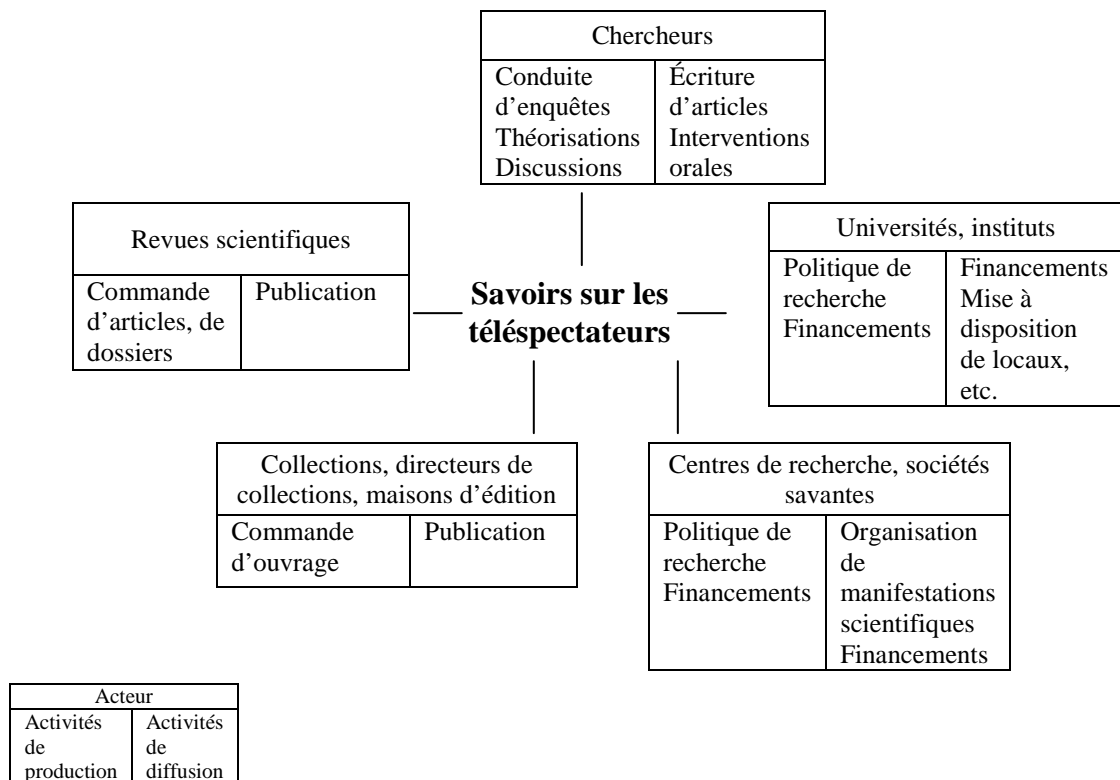 Chercheurs
Conduite
d’enquêtes
Théorisations
Discussions
Écriture
d’articles
Interventions
orales
Revues scientifiques
Commande
d’articles, de
dossiers
Publication
Savoirs sur les
téléspectateurs
Universités, instituts
Politique de
recherche
Financements
Financements
Mise à
disposition
de locaux,
etc.
Collections, directeurs de
collections, maisons d’édition
Commande
d’ouvrage
Publication
Centres de recherche, sociétés
savantes
Politique de
recherche
Financements
Organisation
de
manifestations
scientifiques
Financements
Acteur
Activités
de
production
Activités
de
diffusion